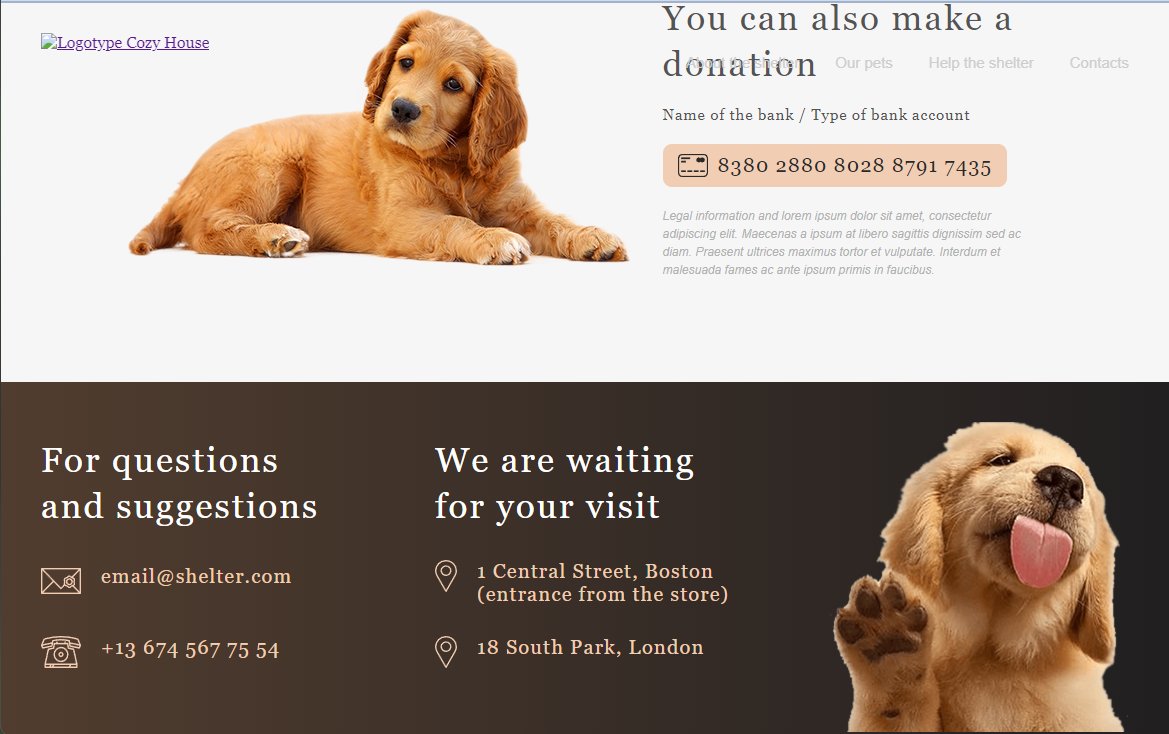 Logotype Cozy House
About the shelter
Our pets
Help the shelter
Contacts
You can also make a
donation
Name of the bank / Type of bank account
8380 2880 8028 8791 7435
Legal information and lorem ipsum dolor sit amet, consectetur
adipiscing elit. Maecenas a ipsum at libero sagittis dignissim sed ac
diam. Praesent ultrices maximus tortor et vulputate. Interdum et
malesuada fames ac ante ipsum primis in faucibus.
For questions
and suggestions
email@shelter.com
+13 674 567 75 54
We are waiting
for your visit
1 Central Street, Boston
(entrance from the store)
18 South Park, London